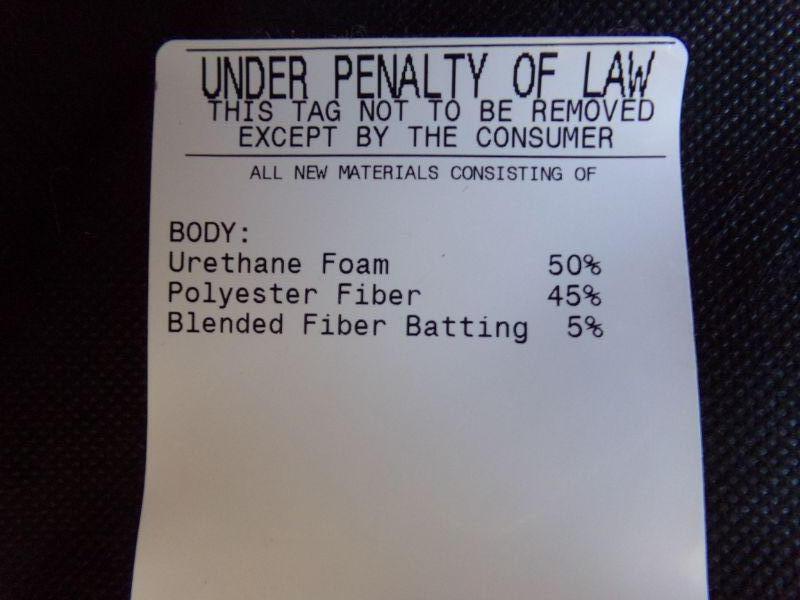 UNDER PENALTY OF LAW
THIS TAG NOT TO BE REMOVED
EXCEPT BY THE CONSUMER
ALL NEW MATERIALS CONSISTING OF
BODY:
Urethane Foam 50%
Polyester Fiber 45%
Blended Fiber Batting 5%